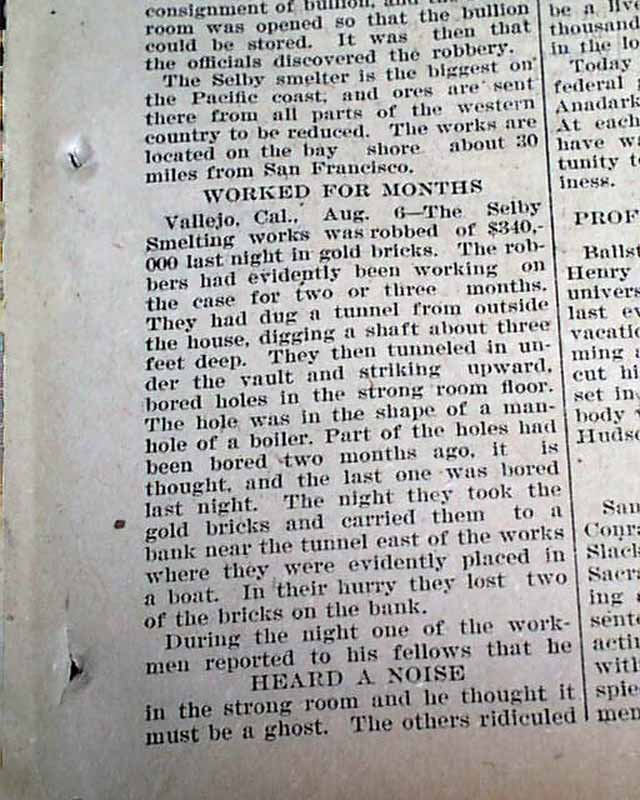 consignment of bullion, and the
room was opened so that the bullion
could be stored. It was then that
the officials discovered the robbery.
The Selby smelter is the biggest on
the Pacific coast, and ores are sent
there from all parts of the western
country to be reduced. The works are
located on the bay shore about 30
miles from San Francisco.
WORKED FOR MONTHS
Vallejo, Cal., Aug. 6—The Selby
Smelting works was robbed of $340,-
000 last night in gold bricks. The rob-
bers had evidently been working on
the case for two or three months.
They had dug a tunnel from outside
the house, digging a shaft about three
feet deep. They then tunneled in un-
der the vault and striking upward,
bored holes in the strong room floor.
The hole was in the shape of a man-
hole of a boiler. Part of the holes had
been bored two months ago, it is
thought, and the last one was bored
last night. The night they took the
gold bricks and carried them to a
bank near the tunnel east of the works
where they were evidently placed in
a boat. In their hurry they lost two
of the bricks on the bank.
During the night one of the work-
men reported to his fellows that he
HEARD A NOISE
in the strong room and he thought it
must be a ghost. The others ridiculed
be a live
thousand
in the lo
Today
federal
Anadark
At each
have wa
tunity to
iness.
PROF
Ballst
Henry
univers
last ev
vacatio
ming a
cut hi
set in
body
Hudso
San
Conra
Slack
Sacra
ing a
sente
actin
with
spie
men